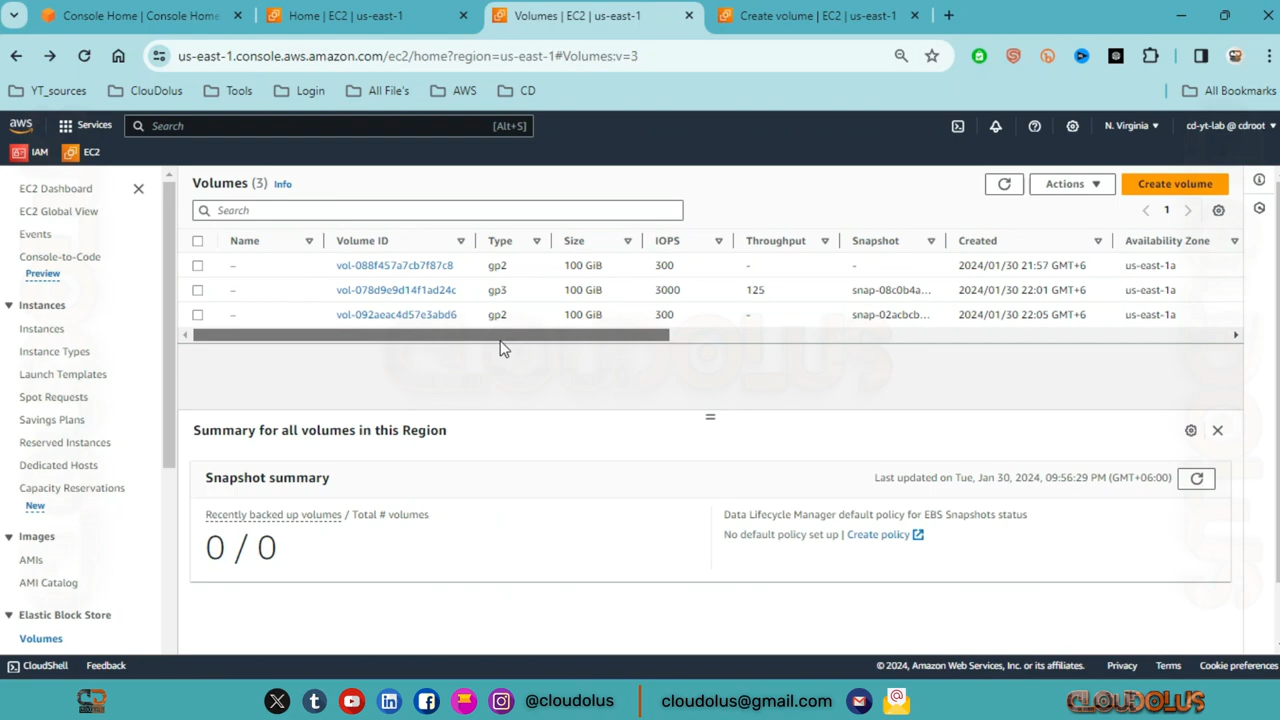 Console Home | Console Home
Home | EC2 | us-east-1
Volumes | EC2 | us-east-1
Create volume | EC2 | us-east-1
us-east-1.console.aws.amazon.com/ec2/home?region=us-east-1#Volumes:v=3
YT_sources
CloudDolus
Tools
Login
All File's
AWS
CD
All Bookmarks
aws
Services
Search
[Alt+S]
N. Virginia
cd-yt-lab @ cdroot
IAM
EC2
EC2 Dashboard
EC2 Global View
Events
Console-to-Code
Preview
Instances
Instances
Instance Types
Launch Templates
Spot Requests
Savings Plans
Reserved Instances
Dedicated Hosts
Capacity Reservations
New
Images
AMIs
AMI Catalog
Elastic Block Store
Volumes
Volumes (3) Info
Actions
Create volume
Search
1
Name Volume ID Type Size IOPS Throughput Snapshot Created Availability Zone
– vol-088f457a7cb7f87c8 gp2 100 GiB 300 - - 2024/01/30 21:57 GMT+6 us-east-1a
– vol-078d9e9d14f1ad24c gp3 100 GiB 3000 125 snap-08c0b4a... 2024/01/30 22:01 GMT+6 us-east-1a
– vol-092aeac4d57e3abd6 gp2 100 GiB 300 - snap-02acbcb... 2024/01/30 22:05 GMT+6 us-east-1a
CLOUDOLUS
Summary for all volumes in this Region
Snapshot summary
Last updated on Tue, Jan 30, 2024, 09:56:29 PM (GMT+06:00)
Recently backed up volumes / Total # volumes
0 / 0
Data Lifecycle Manager default policy for EBS Snapshots status
No default policy set up | Create policy
CloudShell
Feedback
© 2024, Amazon Web Services, Inc. or its affiliates.
Privacy
Terms
Cookie preferences
@cloudolus
cloudolus@gmail.com
CLOUDOLUS